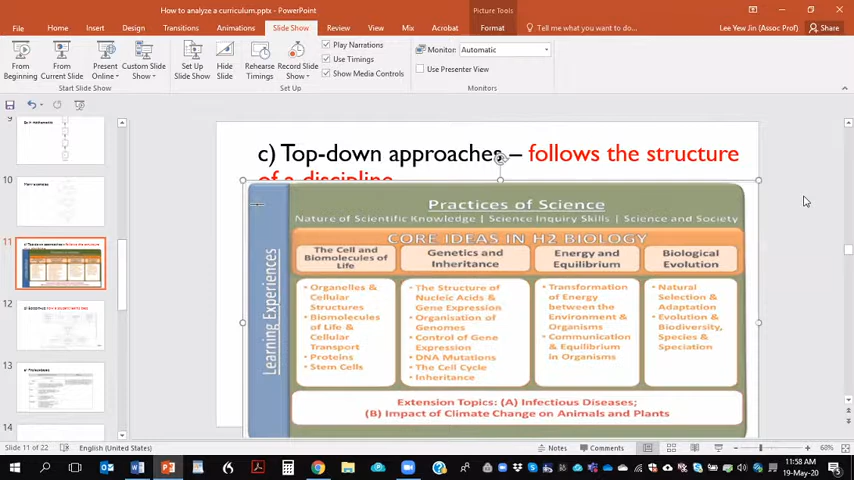 How to analyze a curriculum.pptx - PowerPoint
Picture Tools
File
Home
Insert
Design
Transitions
Animations
Slide Show
Review
View
Mix
Acrobat
Format
Tell me what you want to do...
Lee Yew Jin (Assoc Prof)
Share
From Beginning
From Current Slide
Present Online
Custom Slide Show
Start Slide Show
Set Up Slide Show
Hide Slide
Rehearse Timings
Record Slide Show
Set Up
Play Narrations
Use Timings
Show Media Controls
Monitor:
Automatic
Use Presenter View
Monitors
9
10
11
12
13
14
c) Top-down approaches – follows the structure
of a discipline
Practices of Science
Nature of Scientific Knowledge | Science Inquiry Skills | Science and Society
CORE IDEAS IN H2 BIOLOGY
Learning Experiences
The Cell and
Biomolecules of
Life
• Organelles &
Cellular
Structures
• Biomolecules
of Life &
Cellular
Transport
• Proteins
• Stem Cells
Genetics and
Inheritance
• The Structure of
Nucleic Acids &
Gene Expression
• Organisation of
Genomes
• Control of Gene
Expression
• DNA Mutations
• The Cell Cycle
• Inheritance
Energy and
Equilibrium
• Transformation
of Energy
between the
Environment &
Organisms
• Communication
& Equilibrium
in Organisms
Biological
Evolution
• Natural
Selection &
Adaptation
• Evolution &
Biodiversity,
Species &
Speciation
Extension Topics: (A) Infectious Diseases;
(B) Impact of Climate Change on Animals and Plants
Slide 11 of 22
English (United States)
Notes
Comments
68%
11:58 AM
19-May-20